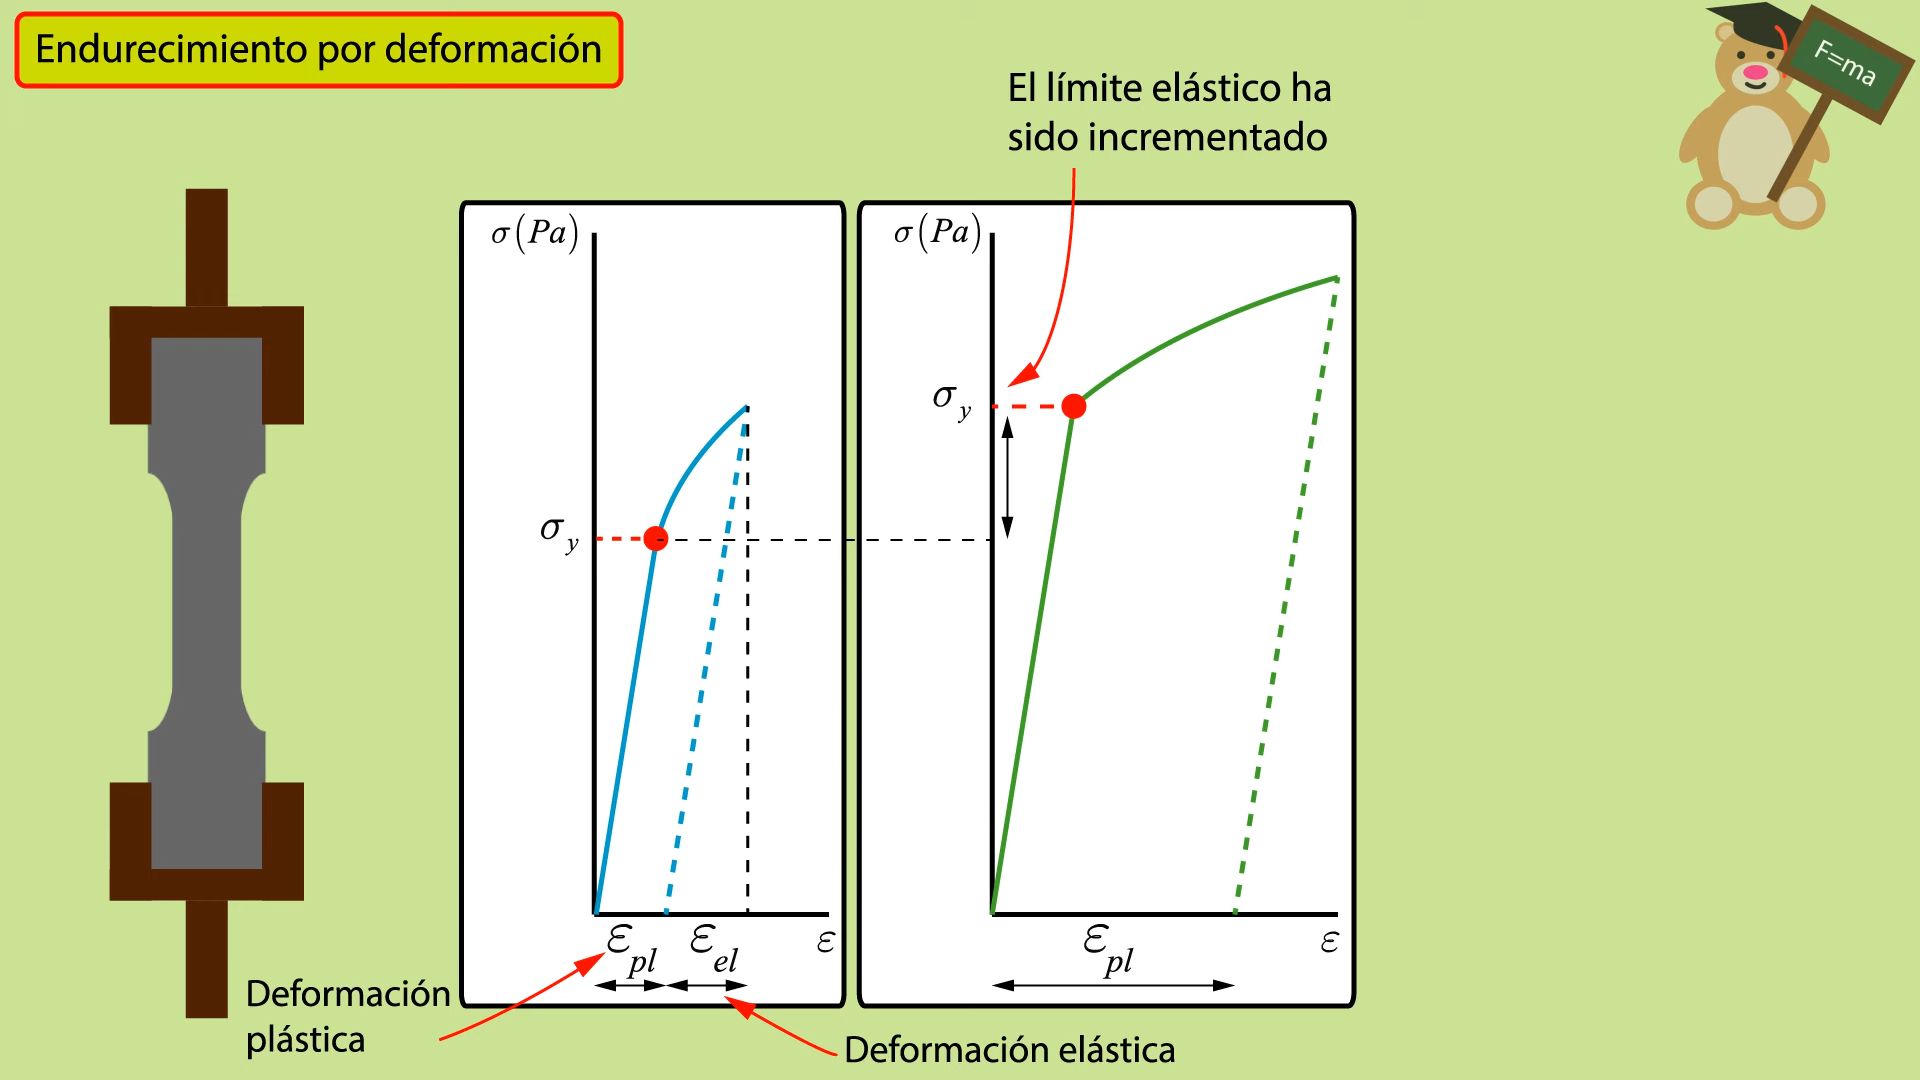 Endurecimiento por deformación
F=ma
El límite elástico ha
sido incrementado
σ(Pa)
σ(Pa)
σy
σy
εpl
εel
ε
εpl
ε
Deformación
plástica
Deformación elástica